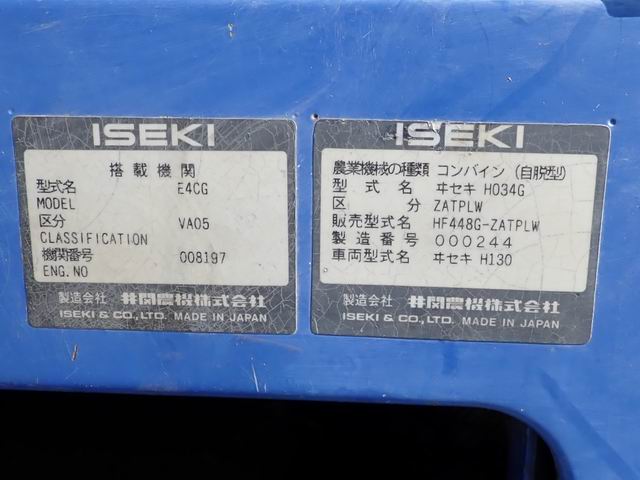 ISEKI
搭載機関
型式名 E4CG
MODEL
区分 VA05
CLASSIFICATION
機関番号 008197
ENG.NO
製造会社 井関農機株式会社
ISEKI & CO., LTD. MADE IN JAPAN
ISEKI
農業機械の種類 コンバイン(自脱型)
型式名 ヰセキ HO34G
区分 ZATPLW
販売型式名 HF448G-ZATPLW
製造番号 000244
車両型式名 ヰセキ H130
製造会社 井関農機株式会社
ISEKI & CO., LTD. MADE IN JAPAN